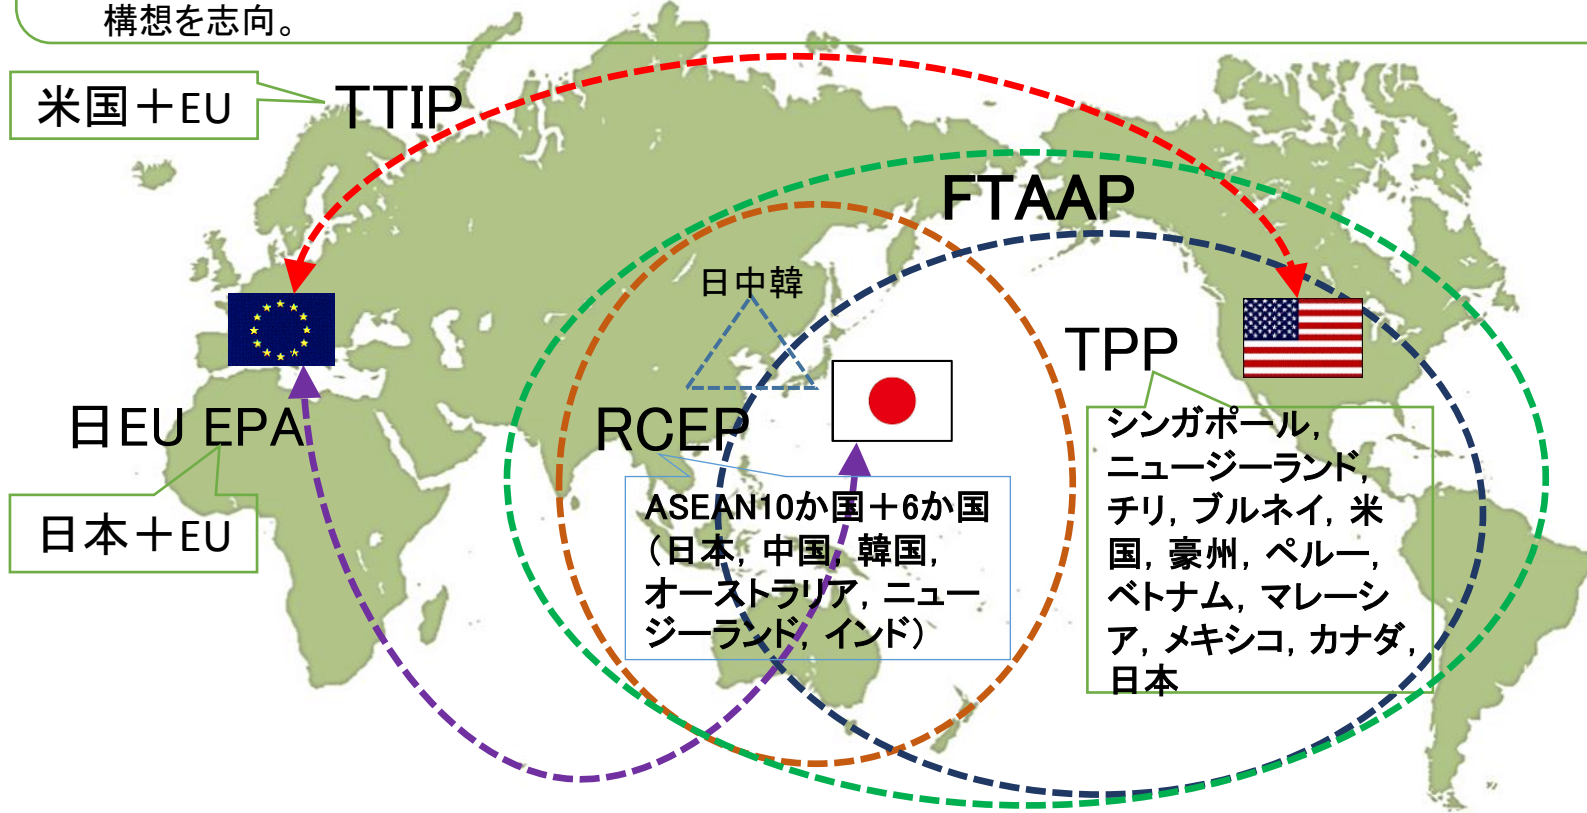 構想を志向。
米国＋EU
TTIP
FTAAP
日中韓
TPP
日EU EPA
RCEP
シンガポール，
ニュージーランド，
チリ，ブルネイ，米
国，豪州，ペルー，
ベトナム，マレーシ
ア，メキシコ，カナダ，
日本
ASEAN10か国＋6か国
（日本，中国，韓国，
オーストラリア，ニュー
ジーランド，インド）
日本＋EU